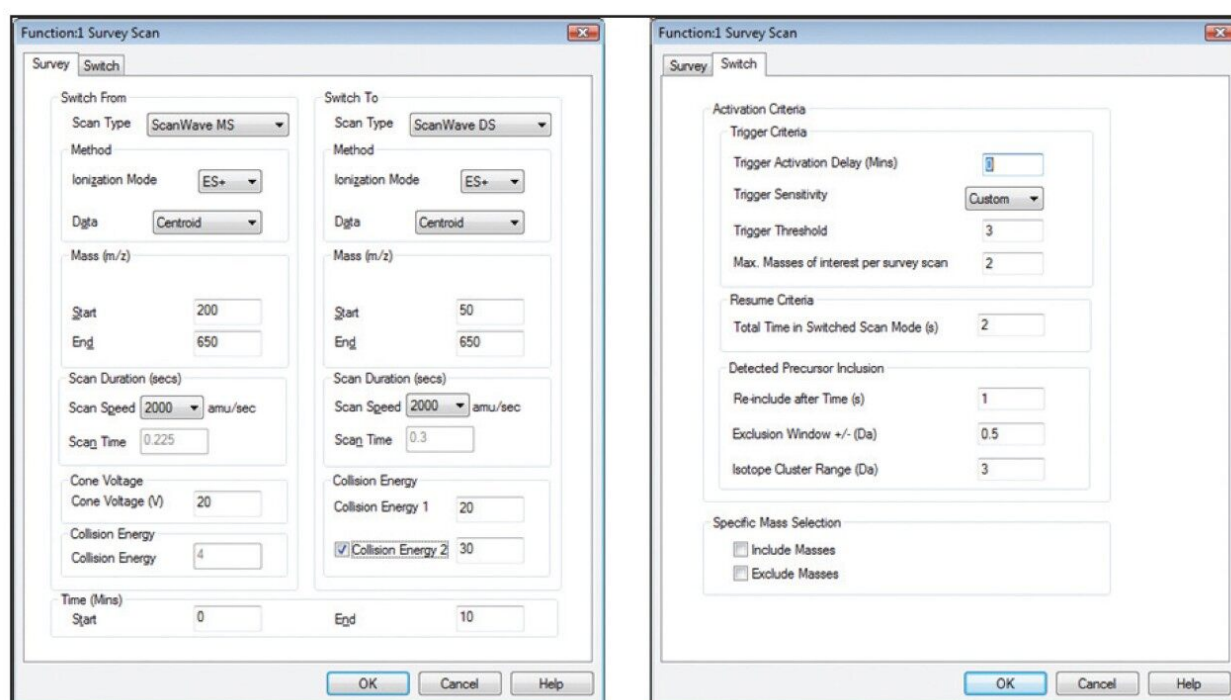 Function:1 Survey Scan
Survey Switch
Switch From
Scan Type ScanWave MS
Method
Ionization Mode ES+
Data Centroid
Mass (m/z)
Start 200
End 650
Scan Duration (secs)
Scan Speed 2000 amu/sec
Scan Time 0.225
Cone Voltage
Cone Voltage (V) 20
Collision Energy
Collision Energy 4
Switch To
Scan Type ScanWave DS
Method
Ionization Mode ES+
Data Centroid
Mass (m/z)
Start 50
End 650
Scan Duration (secs)
Scan Speed 2000 amu/sec
Scan Time 0.3
Collision Energy
Collision Energy 1 20
Collision Energy 2 30
Time (Mins)
Start 0 End 10
OK Cancel Help
Function:1 Survey Scan
Survey Switch
Activation Criteria
Trigger Criteria
Trigger Activation Delay (Mins) 0
Trigger Sensitivity Custom
Trigger Threshold 3
Max. Masses of interest per survey scan 2
Resume Criteria
Total Time in Switched Scan Mode (s) 2
Detected Precursor Inclusion
Re-include after Time (s) 1
Exclusion Window +/- (Da) 0.5
Isotope Cluster Range (Da) 3
Specific Mass Selection
Include Masses
Exclude Masses
OK Cancel Help